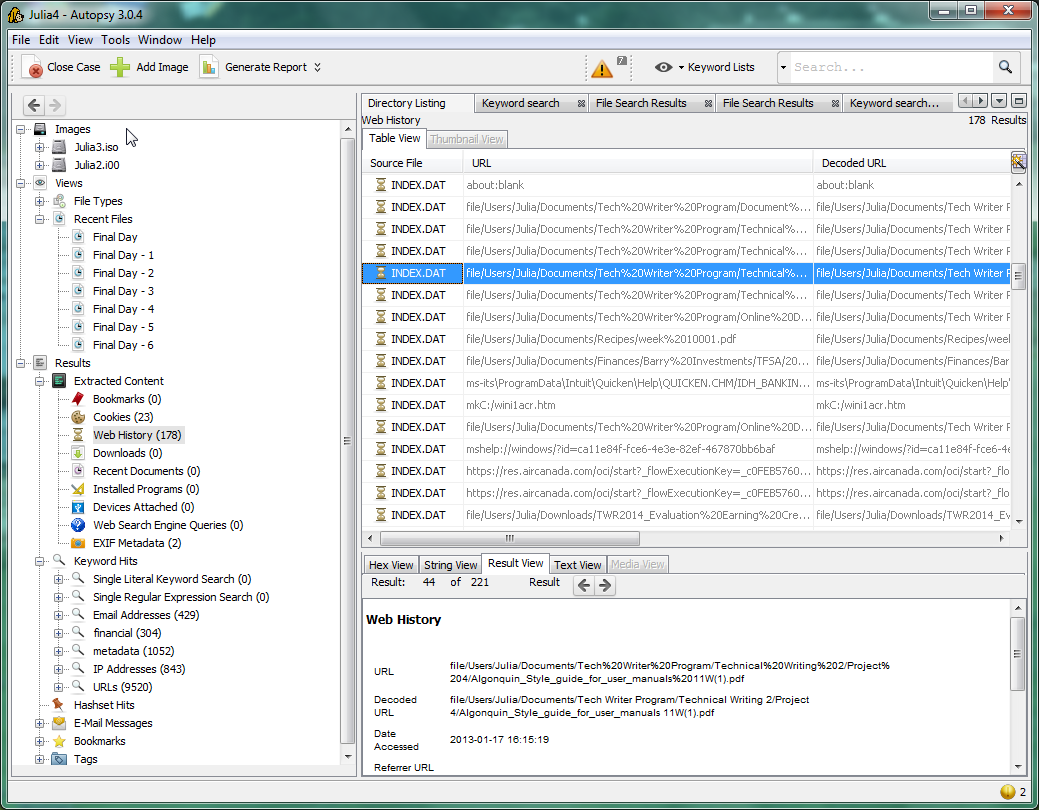 Julia4 - Autopsy 3.0.4
File Edit View Tools Window Help
Close Case Add Image Generate Report 7 Keyword Lists Search...
Directory Listing Keyword search File Search Results File Search Results Keyword search...
Web History 178 Results
Table View Thumbnail View
Source File URL Decoded URL
INDEX.DAT about:blank about:blank
INDEX.DAT file/Users/Julia/Documents/Tech%20Writer%20Program/Document%... file/Users/Julia/Documents/Tech Writer P
INDEX.DAT file/Users/Julia/Documents/Tech%20Writer%20Program/Technical%... file/Users/Julia/Documents/Tech Writer P
INDEX.DAT file/Users/Julia/Documents/Tech%20Writer%20Program/Technical%... file/Users/Julia/Documents/Tech Writer P
INDEX.DAT file/Users/Julia/Documents/Tech%20Writer%20Program/Technical%... file/Users/Julia/Documents/Tech Writer P
INDEX.DAT file/Users/Julia/Documents/Tech%20Writer%20Program/Technical%... file/Users/Julia/Documents/Tech Writer P
INDEX.DAT file/Users/Julia/Documents/Tech%20Writer%20Program/Online%20D... file/Users/Julia/Documents/Tech Writer P
INDEX.DAT file/Users/Julia/Documents/Recipes/week%2010001.pdf file/Users/Julia/Documents/Recipes/week
INDEX.DAT file/Users/Julia/Documents/Finances/Barry%20Investments/TFSA/20... file/Users/Julia/Documents/Finances/Bar
INDEX.DAT ms-its\ProgramData\Intuit\Quicken\Help\QUICKEN.CHM/IDH_BANKIN... ms-its\ProgramData\Intuit\Quicken\Help\
INDEX.DAT mkC:/wini1acr.htm mkC:/wini1acr.htm
INDEX.DAT file/Users/Julia/Documents/Tech%20Writer%20Program/Online%20D... file/Users/Julia/Documents/Tech Writer P
INDEX.DAT mshelp://windows/?id=ca11e84f-fce6-4e3e-82ef-467870bb6baf mshelp://windows/?id=ca11e84f-fce6-4e
INDEX.DAT https://res.aircanada.com/oci/start?_flowExecutionKey=_c0FEB5760... https://res.aircanada.com/oci/start?_flo
INDEX.DAT https://res.aircanada.com/oci/start?_flowExecutionKey=_c0FEB5760... https://res.aircanada.com/oci/start?_flo
INDEX.DAT file/Users/Julia/Downloads/TWR2014_Evaluation%20Earning%20Cre... file/Users/Julia/Downloads/TWR2014_Ev
Images
Julia3.iso
Julia2.i00
Views
File Types
Recent Files
Final Day
Final Day - 1
Final Day - 2
Final Day - 3
Final Day - 4
Final Day - 5
Final Day - 6
Results
Extracted Content
Bookmarks (0)
Cookies (23)
Web History (178)
Downloads (0)
Recent Documents (0)
Installed Programs (0)
Devices Attached (0)
Web Search Engine Queries (0)
EXIF Metadata (2)
Keyword Hits
Single Literal Keyword Search (0)
Single Regular Expression Search (0)
Email Addresses (429)
financial (304)
metadata (1052)
IP Addresses (843)
URLs (9520)
Hashset Hits
E-Mail Messages
Bookmarks
Tags
Hex View String View Result View Text View Media View
Result: 44 of 221 Result
Web History
URL file/Users/Julia/Documents/Tech%20Writer%20Program/Technical%20Writing%202/Project%
204/Algonquin_Style_guide_for_user_manuals%2011W(1).pdf
Decoded URL file/Users/Julia/Documents/Tech Writer Program/Technical Writing 2/Project
4/Algonquin_Style_guide_for_user_manuals 11W(1).pdf
Date Accessed 2013-01-17 16:15:19
Referrer URL
2